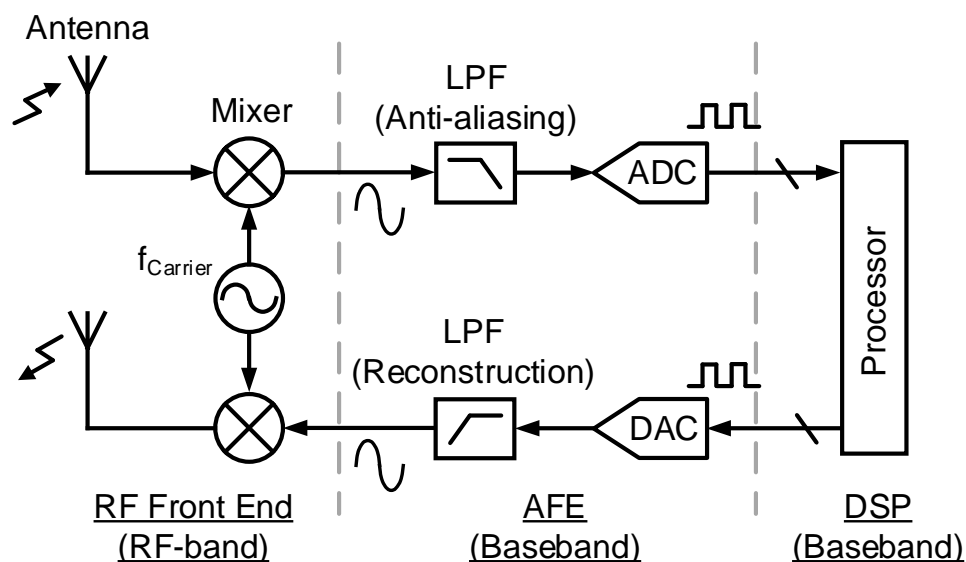 Antenna
Mixer
LPF
(Anti-aliasing)
ADC
f_Carrier
Processor
LPF
(Reconstruction)
DAC
RF Front End
(RF-band)
AFE
(Baseband)
DSP
(Baseband)